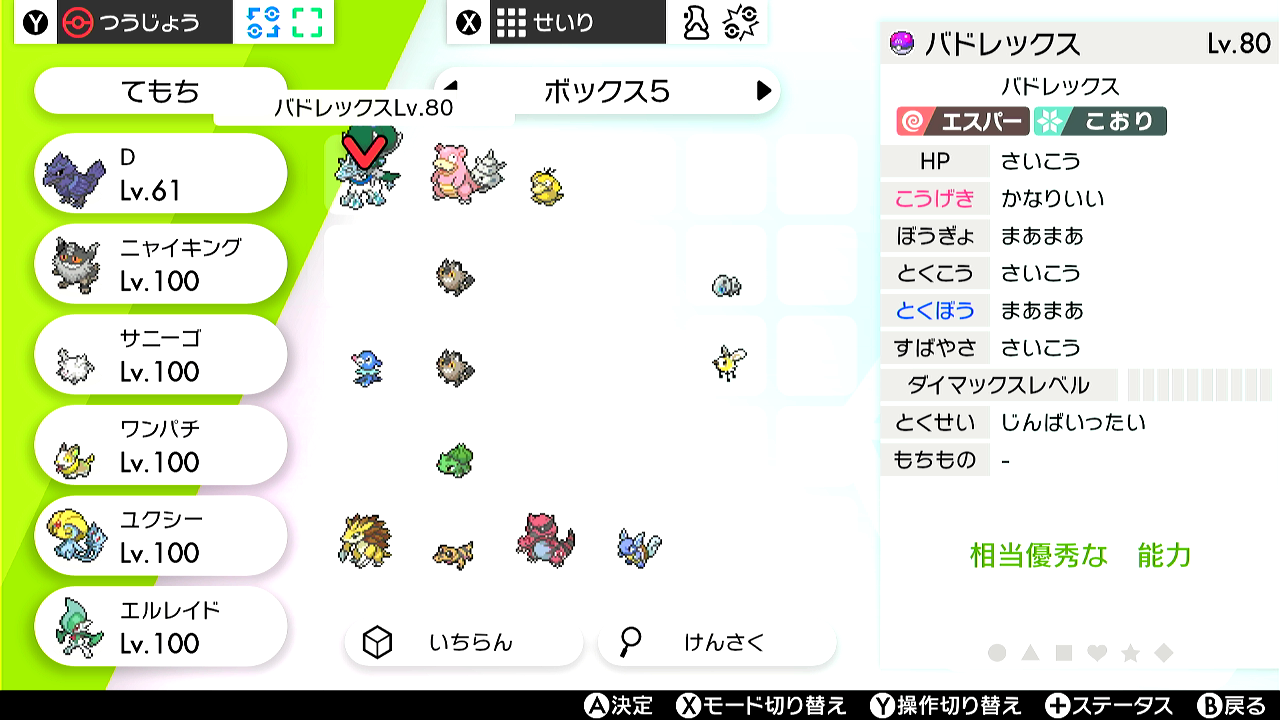 Y つうじょう
X せいり
てもち
ボックス5
バドレックスLv.80
D
Lv.61
ニャイキング
Lv.100
サニーゴ
Lv.100
ワンパチ
Lv.100
ユクシー
Lv.100
エルレイド
Lv.100
いちらん
けんさく
バドレックス Lv.80
バドレックス
エスパー こおり
HP さいこう
こうげき かなりいい
ぼうぎょ まあまあ
とくこう さいこう
とくぼう まあまあ
すばやさ さいこう
ダイマックスレベル
とくせい じんばいったい
もちもの -
相当優秀な 能力
A決定 Xモード切り替え Y操作切り替え +ステータス B戻る